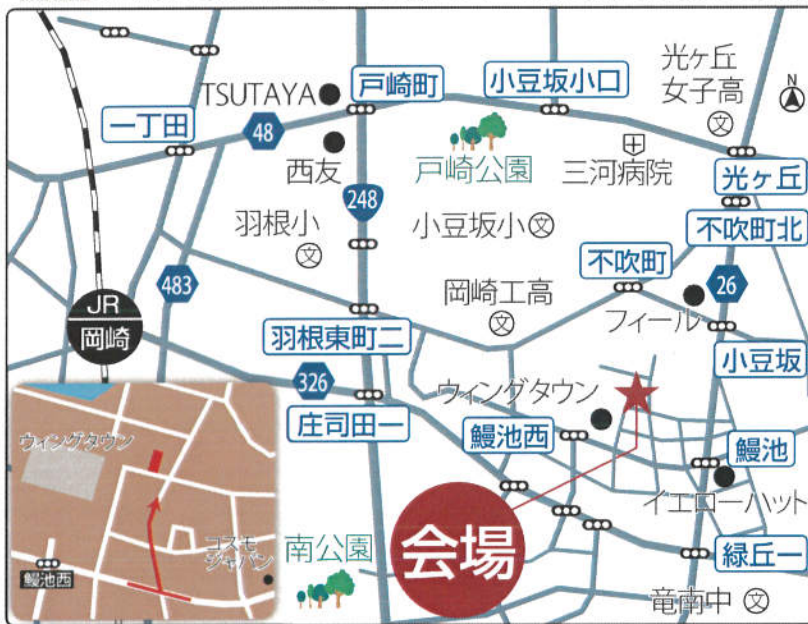 光ヶ丘
女子高
文
N
TSUTAYA
戸崎町
小豆坂小口
一丁田
48
西友
戸崎公園
三河病院
光ヶ丘
248
羽根小
文
小豆坂小文
不吹町北
不吹町
483
岡崎工高
文
26
フィール
JR
岡崎
羽根東町二
小豆坂
326
ウィングタウン
庄司田一
鰻池西
鰻池
イエローハット
会場
緑丘一
南公園
竜南中文
ウィングタウン
コスモ
ジャパン
鰻池西